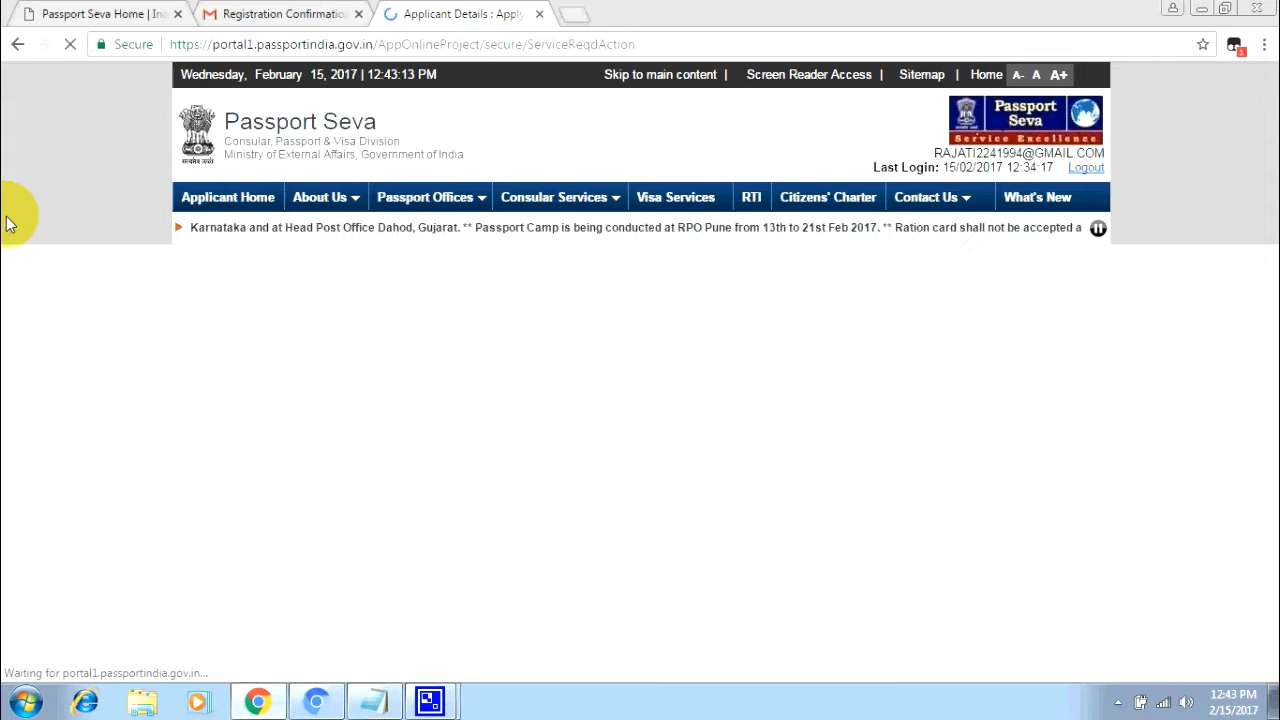 Passport Seva Home | In
Registration Confirmatio
Applicant Details : Apply
Secure
https://portal1.passportindia.gov.in/AppOnlineProject/secure/ServiceReqdAction
1
Wednesday, February 15, 2017 | 12:43:13 PM
Skip to main content | Screen Reader Access | Sitemap | Home A- A A+
Passport Seva
Consular, Passport & Visa Division
Ministry of External Affairs, Government of India
सत्यमेव जयते
Passport Seva
Service Excellence
RAJATI2241994@GMAIL.COM
Last Login: 15/02/2017 12:34:17 Logout
Applicant Home About Us Passport Offices Consular Services Visa Services RTI Citizens' Charter Contact Us What's New
Karnataka and at Head Post Office Dahod, Gujarat. ** Passport Camp is being conducted at RPO Pune from 13th to 21st Feb 2017. ** Ration card shall not be accepted a
Waiting for portal1.passportindia.gov.in...
12:43 PM
2/15/2017